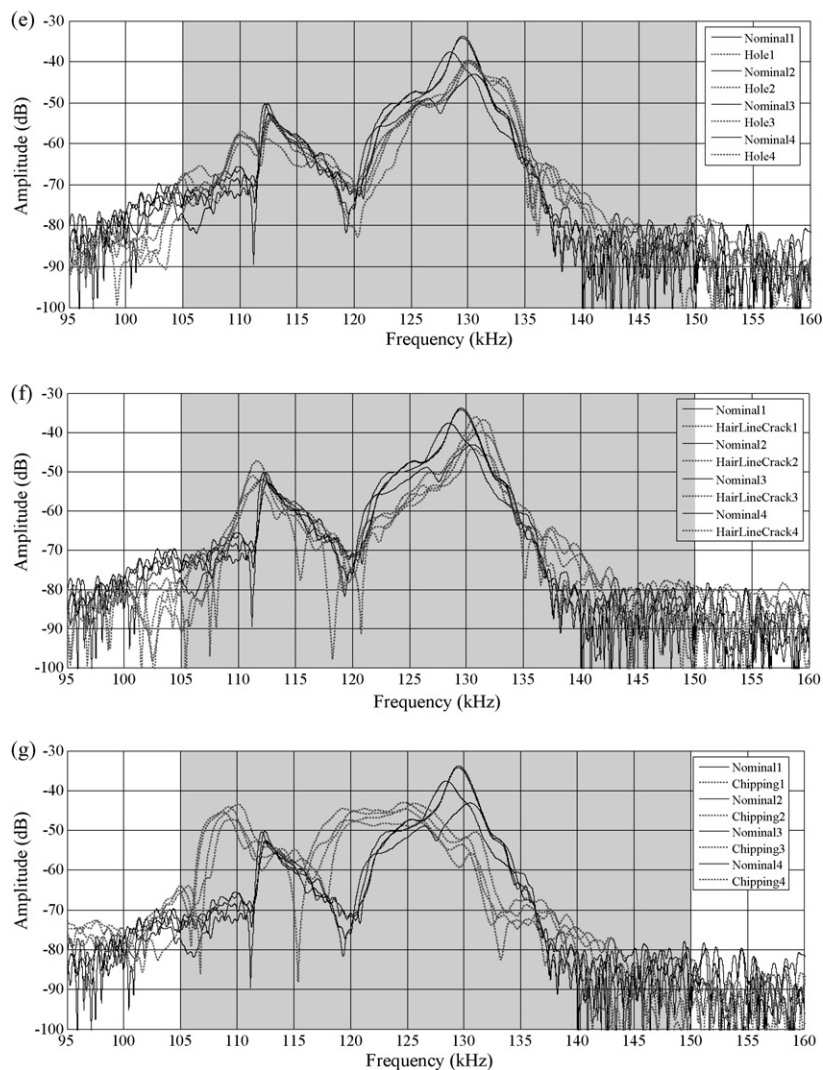 (e)
-30
-40
-50
-60
-70
-80
-90
-100
Amplitude (dB)
95 100 105 110 115 120 125 130 135 140 145 150 155 160
Frequency (kHz)
Nominal1
Hole1
Nominal2
Hole2
Nominal3
Hole3
Nominal4
Hole4
(f)
-30
-40
-50
-60
-70
-80
-90
-100
Amplitude (dB)
95 100 105 110 115 120 125 130 135 140 145 150 155 160
Frequency (kHz)
Nominal1
HairLineCrack1
Nominal2
HairLineCrack2
Nominal3
HairLineCrack3
Nominal4
HairLineCrack4
(g)
-30
-40
-50
-60
-70
-80
-90
-100
Amplitude (dB)
95 100 105 110 115 120 125 130 135 140 145 150 155 160
Frequency (kHz)
Nominal1
Chipping1
Nominal2
Chipping2
Nominal3
Chipping3
Nominal4
Chipping4